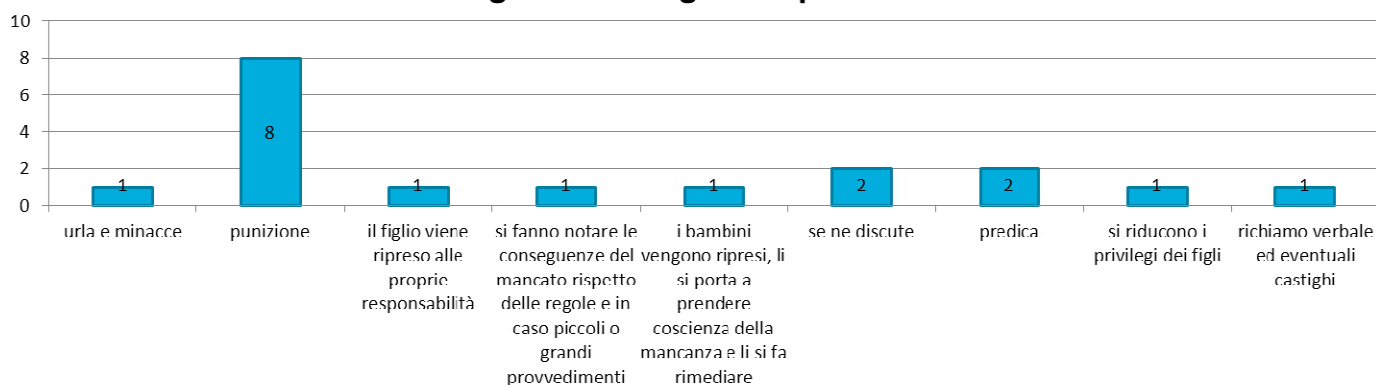 10
8
6
4
2
0
1
8
1
1
1
2
2
1
1
urla e minacce
punizione
il figlio viene
ripreso alle
proprie
responsabilità
si fanno notare le
conseguenze del
mancato rispetto
delle regole e in
caso piccoli o
grandi
provvedimenti
i bambini
vengono ripresi, li
si porta a
prendere
coscienza della
mancanza e li si fa
rimediare
se ne discute
predica
si riducono i
privilegi dei figli
richiamo verbale
ed eventuali
castighi